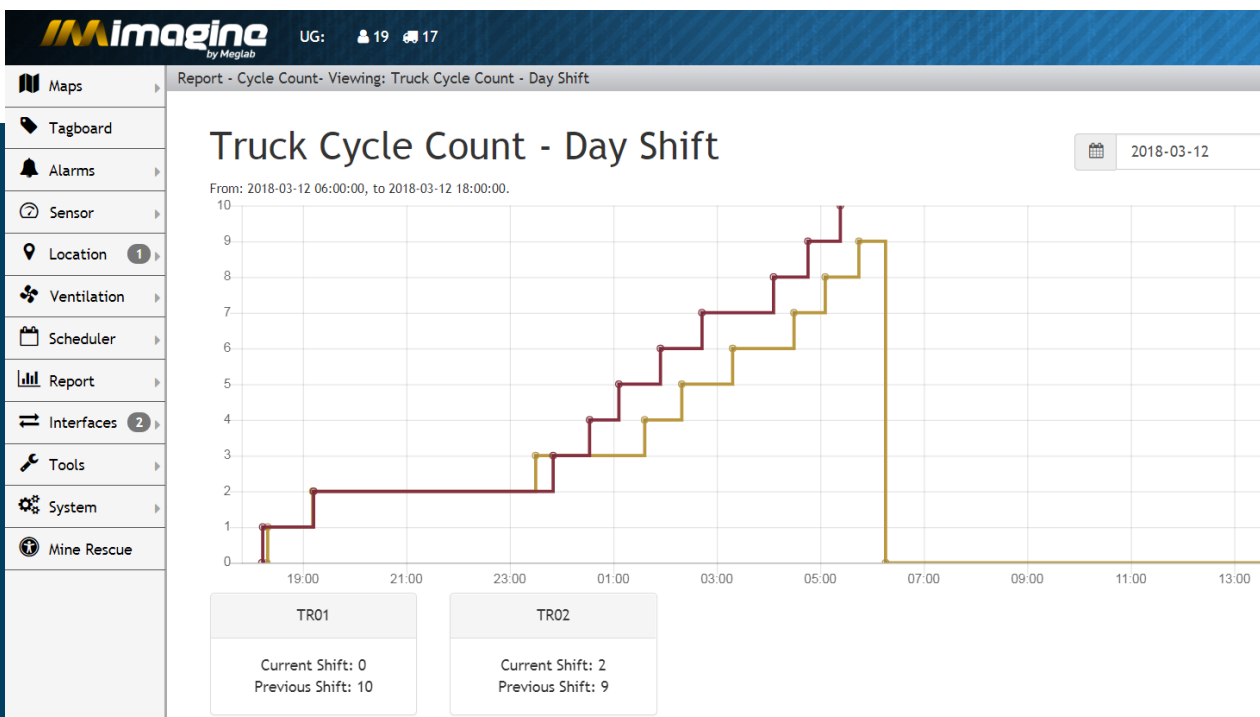 imagine
by Meglab
UG: 19 17
Maps
Tagboard
Alarms
Sensor
Location 1
Ventilation
Scheduler
Report
Interfaces 2
Tools
System
Mine Rescue
Report - Cycle Count- Viewing: Truck Cycle Count - Day Shift
Truck Cycle Count - Day Shift
2018-03-12
From: 2018-03-12 06:00:00, to 2018-03-12 18:00:00.
10
9
8
7
6
5
4
3
2
1
0
19:00 21:00 23:00 01:00 03:00 05:00 07:00 09:00 11:00 13:00
TR01
Current Shift: 0
Previous Shift: 10
TR02
Current Shift: 2
Previous Shift: 9